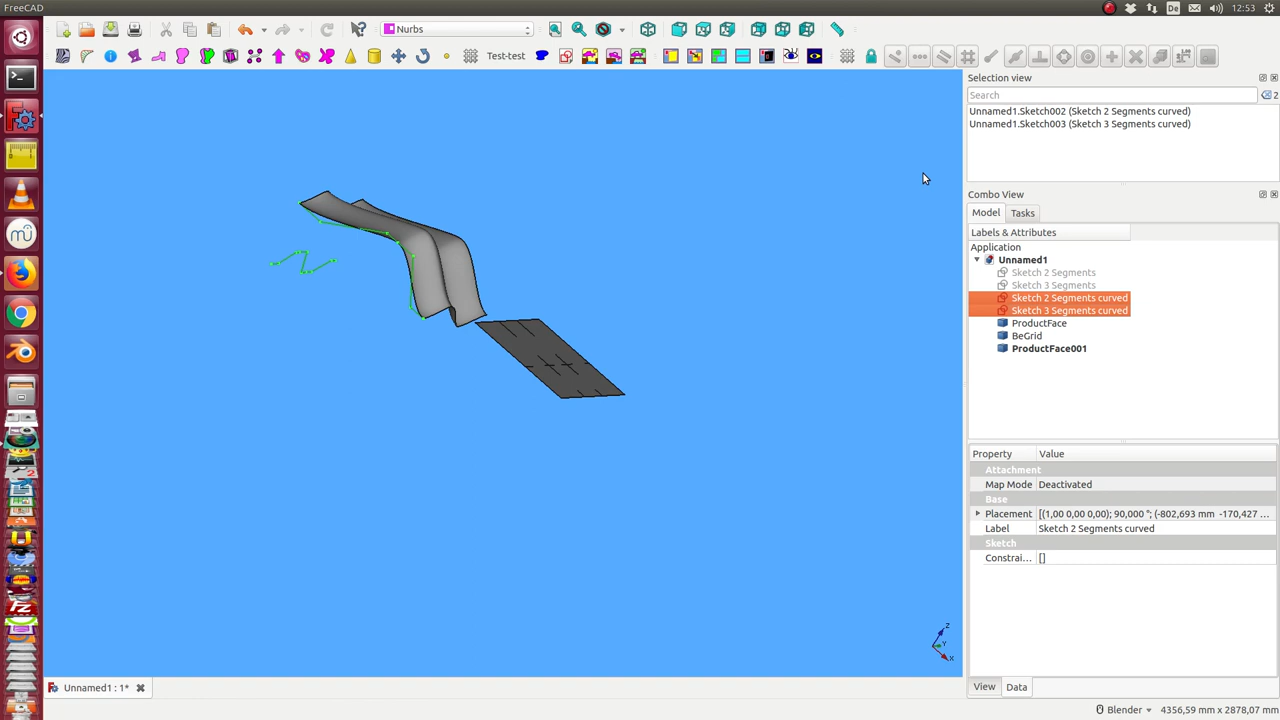 FreeCAD
De
12:53
Nurbs
Test-test
Selection view
Search
2
Unnamed1.Sketch002 (Sketch 2 Segments curved)
Unnamed1.Sketch003 (Sketch 3 Segments curved)
Combo View
Model
Tasks
Labels & Attributes
Application
Unnamed1
Sketch 2 Segments
Sketch 3 Segments
Sketch 2 Segments curved
Sketch 3 Segments curved
ProductFace
BeGrid
ProductFace001
Property
Value
Attachment
Map Mode
Deactivated
Base
Placement
[(1,00 0,00 0,00); 90,000 °; (-802,693 mm -170,427 ...
Label
Sketch 2 Segments curved
Sketch
Constrai...
[]
Z
Y
X
View
Data
Unnamed1 : 1*
Blender
4356,59 mm x 2878,07 mm